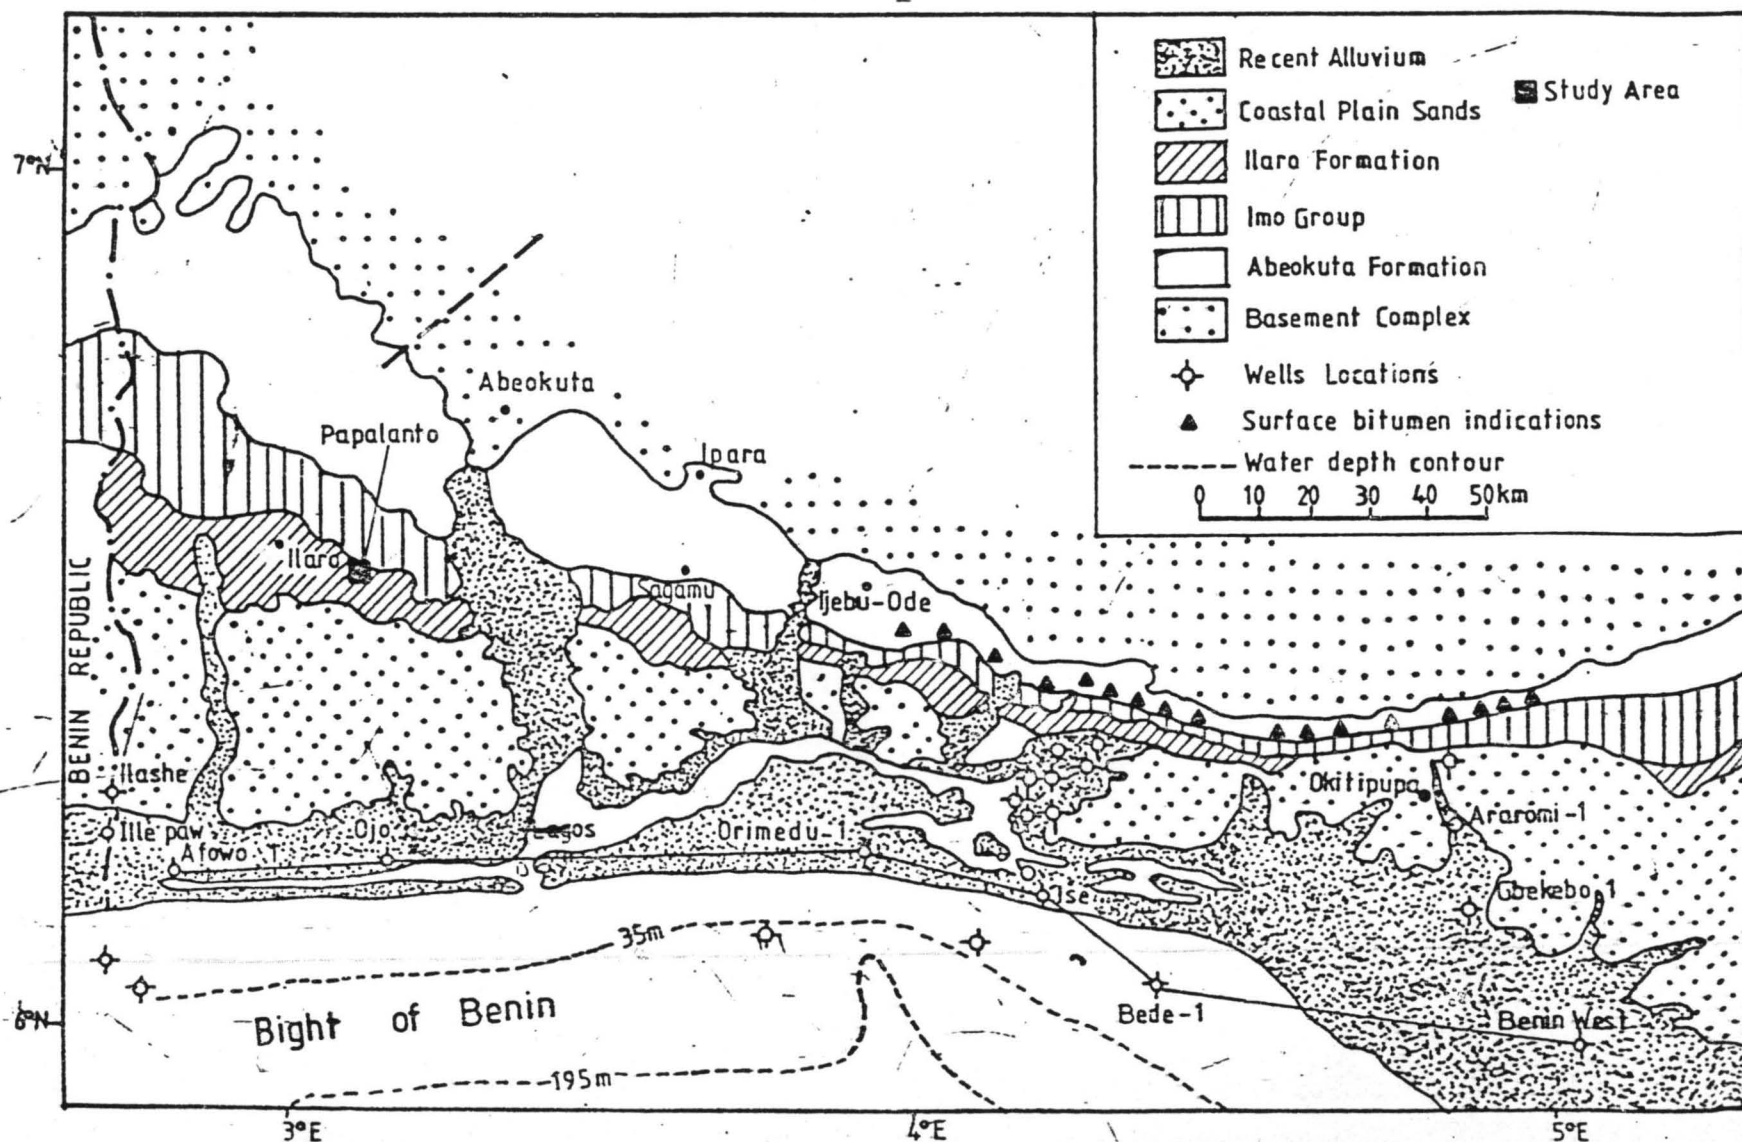 Recent Alluvium
Study Area
Coastal Plain Sands
Ilaro Formation
Imo Group
Abeokuta Formation
Basement Complex
Wells Locations
Surface bitumen indications
Water depth contour
0 10 20 30 40 50km
7°N
Abeokuta
Papalanto
Ipara
Ilaro
Sagamu
Ijebu-Ode
BENIN REPUBLIC
Ilashe
Okitipupa
Ille paw
Ojo
Lagos
Orimedu-1
Araromi-1
Afowo 1
Ise
Gbekebo 1
35m
6°N
Bight of Benin
Bede-1
Benin West
195m
3°E
4°E
5°E